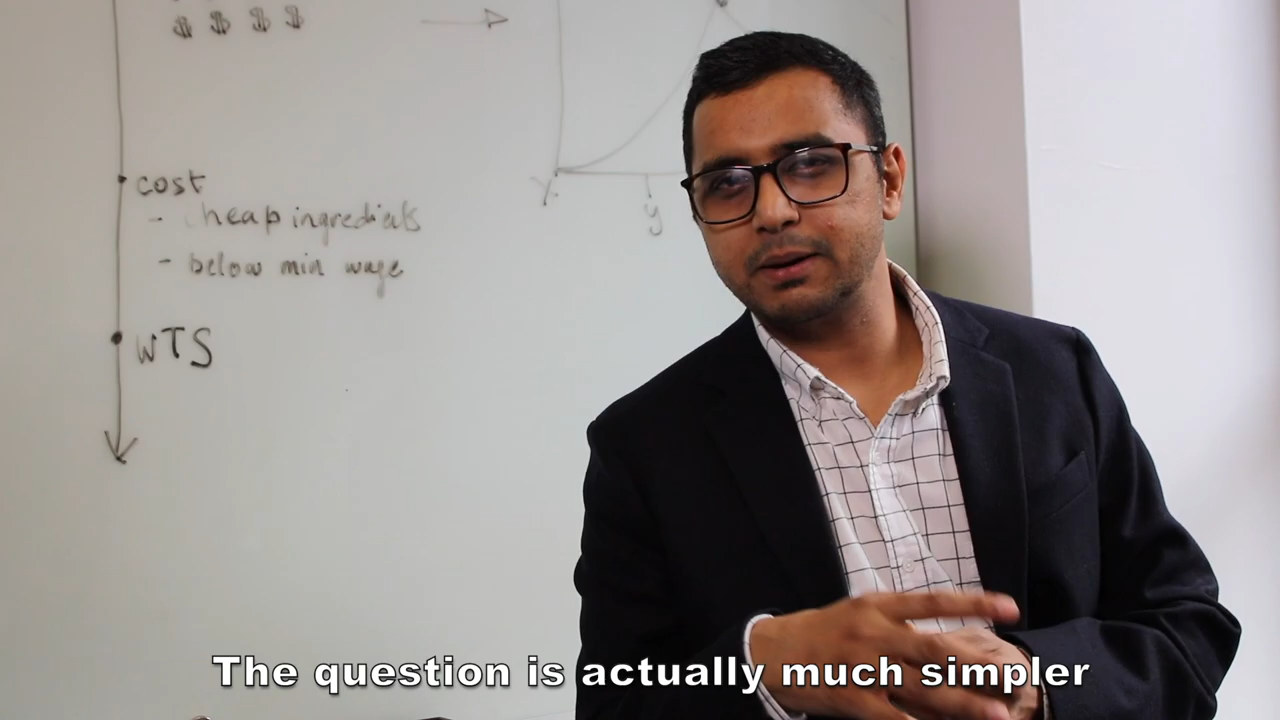 $ $ $ $
cost
- cheap ingredients
- below min wage
WTS
y
The question is actually much simpler